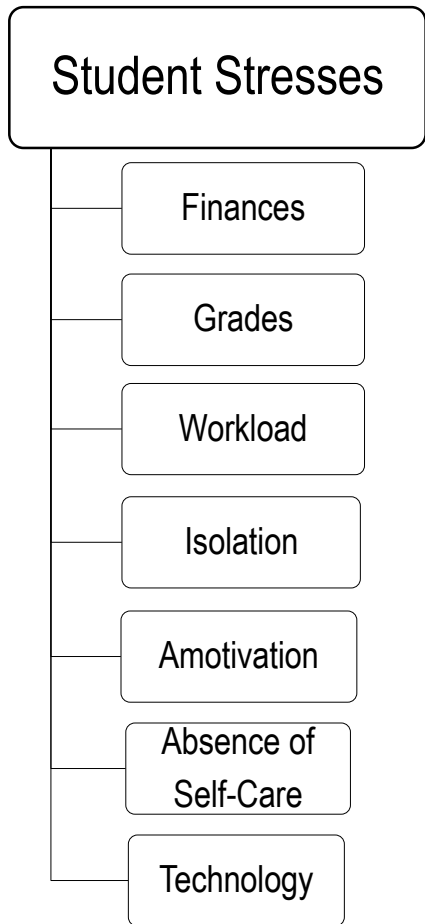 Student Stresses
Finances
Grades
Workload
Isolation
Amotivation
Absence of
Self-Care
Technology